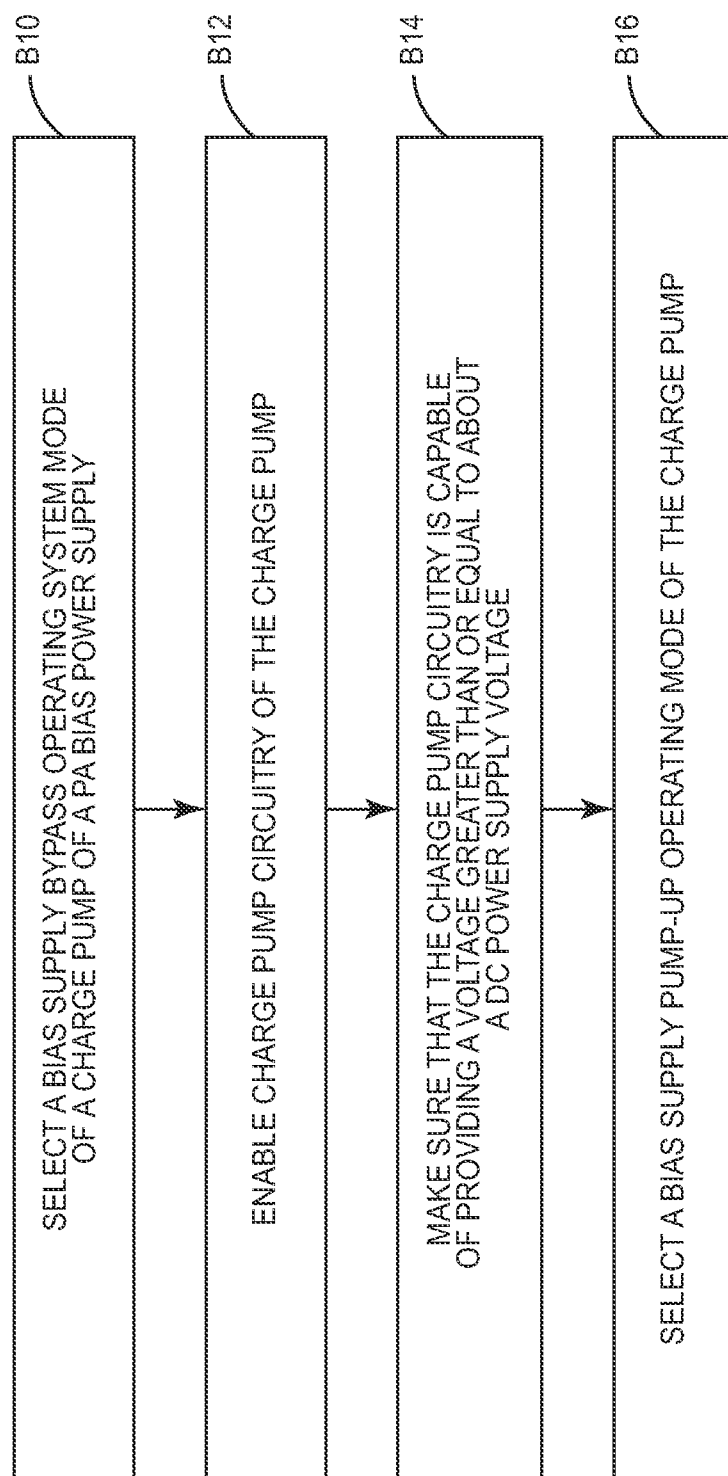 SELECT A BIAS SUPPLY BYPASS OPERATING SYSTEM MODE
OF A CHARGE PUMP OF A PA BIAS POWER SUPPLY
B10
ENABLE CHARGE PUMP CIRCUITRY OF THE CHARGE PUMP
B12
MAKE SURE THAT THE CHARGE PUMP CIRCUITRY IS CAPABLE
OF PROVIDING A VOLTAGE GREATER THAN OR EQUAL TO ABOUT
A DC POWER SUPPLY VOLTAGE
B14
SELECT A BIAS SUPPLY PUMP-UP OPERATING MODE OF THE CHARGE PUMP
B16